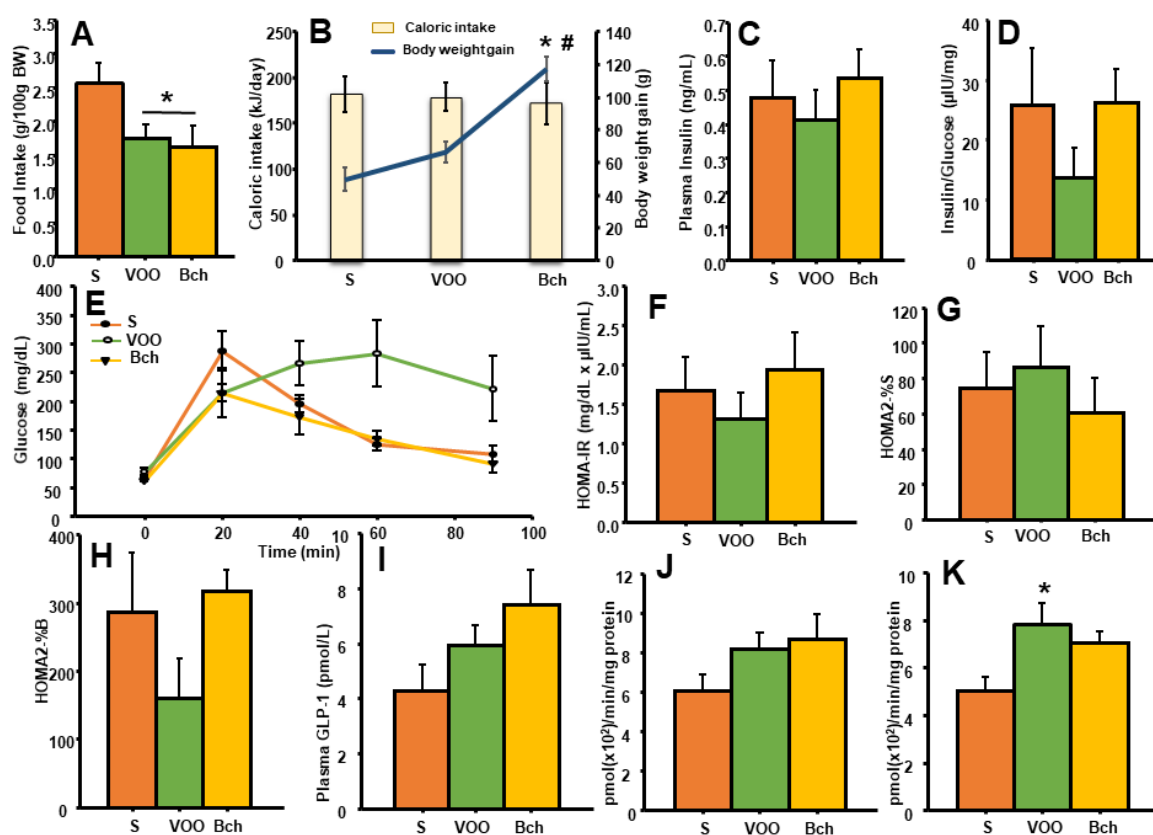 A
Food Intake (g/100g BW)
3.5
3.0
2.5
2.0
1.5
1.0
0.5
0.0
*
S VOO Bch
B
Caloric intake
Body weight gain
* #
Caloric intake (kJ/day)
250
200
150
100
50
0
Body weight gain (g)
140
120
100
80
60
40
20
0
S VOO Bch
C
Plasma Insulin (ng/mL)
0.7
0.6
0.5
0.4
0.3
0.2
0.1
0.0
S VOO Bch
D
Insulin/Glucose (µIU/mg)
40
30
20
10
0
S VOO Bch
E
S
VOO
Bch
Glucose (mg/dL)
400
350
300
250
200
150
100
50
0
0 20 40 60 80 100
Time (min)
F
HOMA-IR (mg/dL x µIU/mL)
3.0
2.5
2.0
1.5
1.0
0.5
0.0
S VOO Bch
G
HOMA2-%S
120
100
80
60
40
20
0
S VOO Bch
H
HOMA2-%B
400
300
200
100
0
S VOO Bch
I
Plasma GLP-1 (pmol/L)
10
8
6
4
2
0
S VOO Bch
J
pmol(x10²)/min/mg protein
12
10
8
6
4
2
0
S VOO Bch
K
pmol(x10²)/min/mg protein
10
8
6
4
2
0
*
S VOO Bch